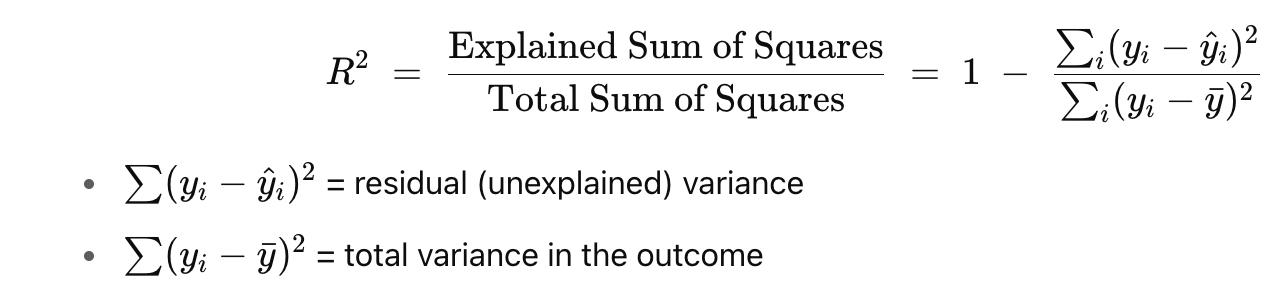 R² = Explained Sum of Squares / Total Sum of Squares = 1 − ∑ᵢ(yᵢ − ŷᵢ)² / ∑ᵢ(yᵢ − ȳ)²
• ∑(yᵢ − ŷᵢ)² = residual (unexplained) variance
• ∑(yᵢ − ȳ)² = total variance in the outcome